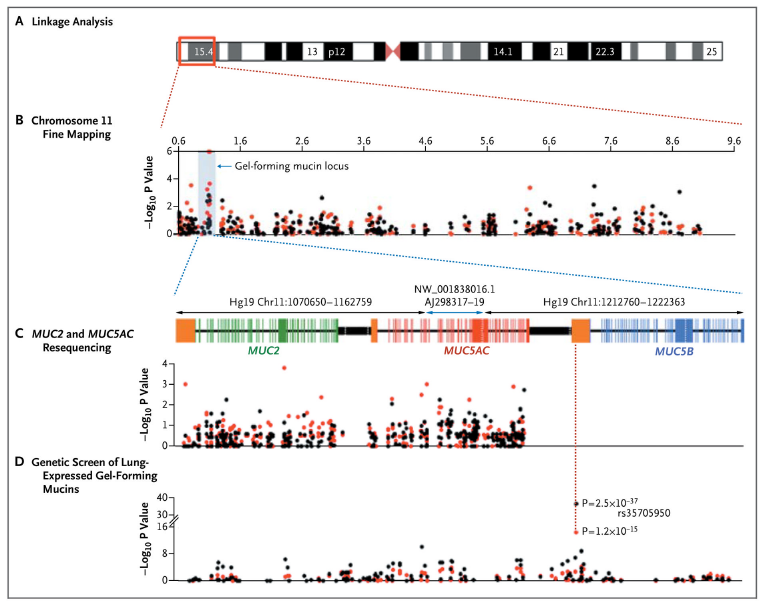 A Linkage Analysis
15.4 13 p12 14.1 21 22.3 25
B Chromosome 11
Fine Mapping
0.6 1.6 2.6 3.6 4.6 5.6 6.6 7.6 8.6 9.6
Gel-forming mucin locus
−Log10 P Value
6
4
2
0
NW_001838016.1
Hg19 Chr11:1070650–1162759 AJ298317–19 Hg19 Chr11:1212760–1222363
C MUC2 and MUC5AC
Resequencing
MUC2 MUC5AC MUC5B
−Log10 P Value
4
3
2
1
0
D Genetic Screen of Lung-
Expressed Gel-Forming
Mucins
−Log10 P Value
40
30
16
8
0
P=2.5×10−37
rs35705950
P=1.2×10−15